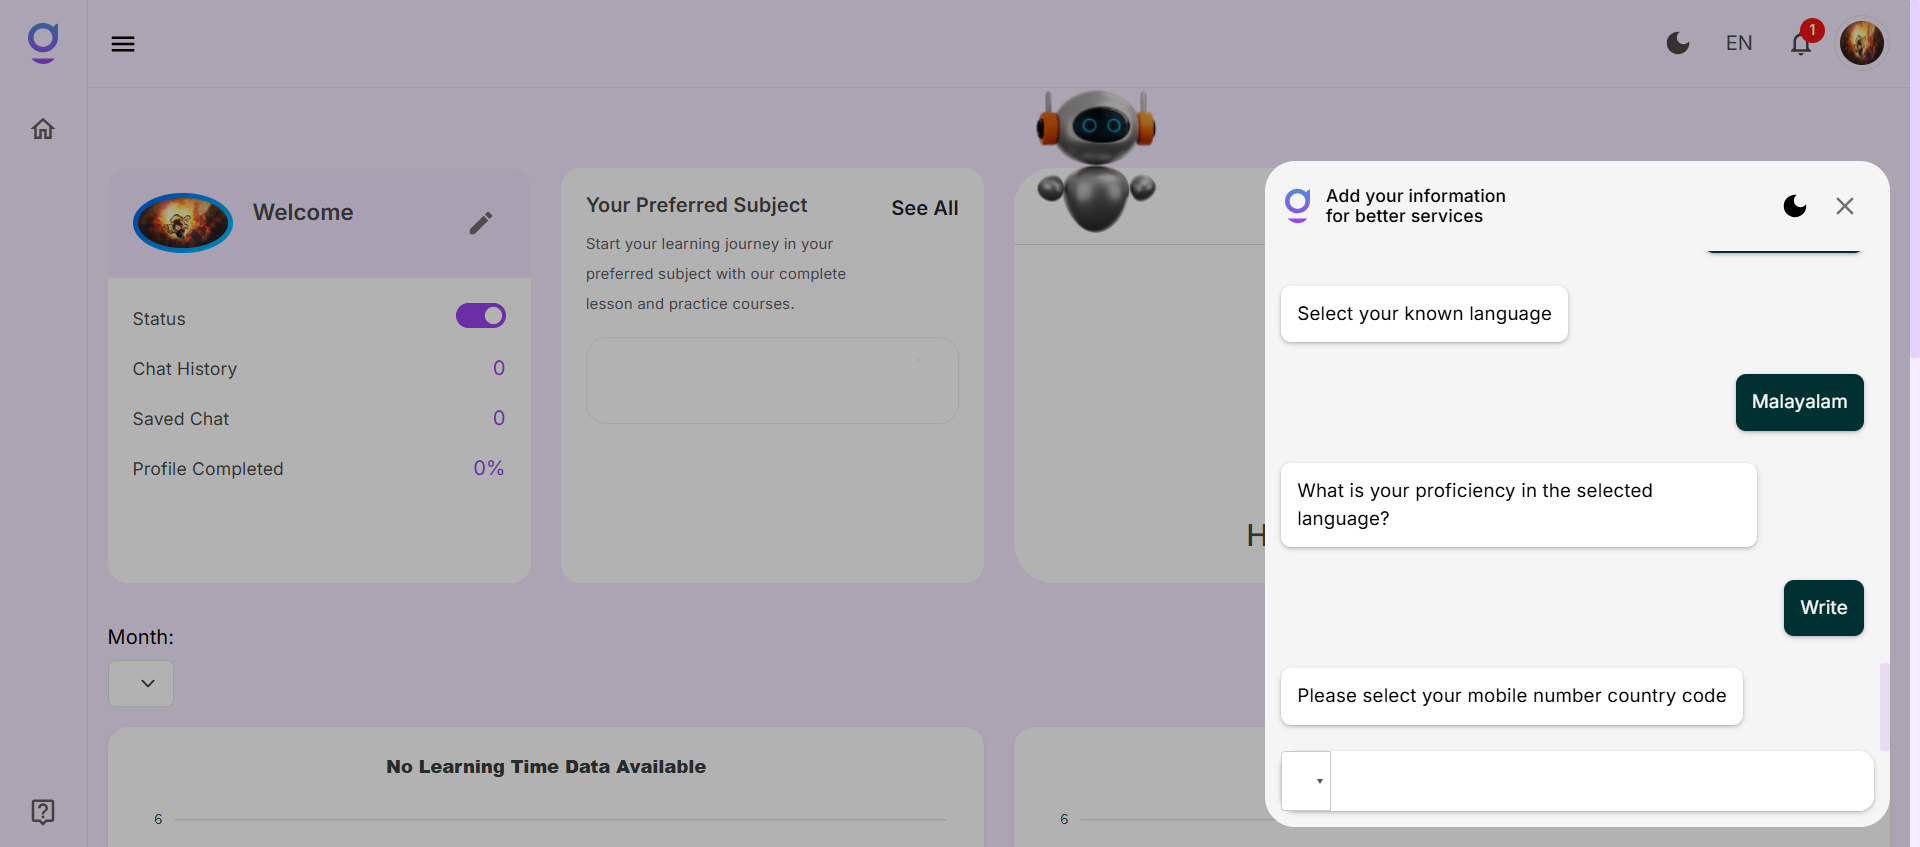 EN
1
Welcome
Status
Chat History 0
Saved Chat 0
Profile Completed 0%
Your Preferred Subject
See All
Start your learning journey in your
preferred subject with our complete
lesson and practice courses.
H
Month:
No Learning Time Data Available
6
6
Add your information
for better services
Select your known language
Malayalam
What is your proficiency in the selected
language?
Write
Please select your mobile number country code